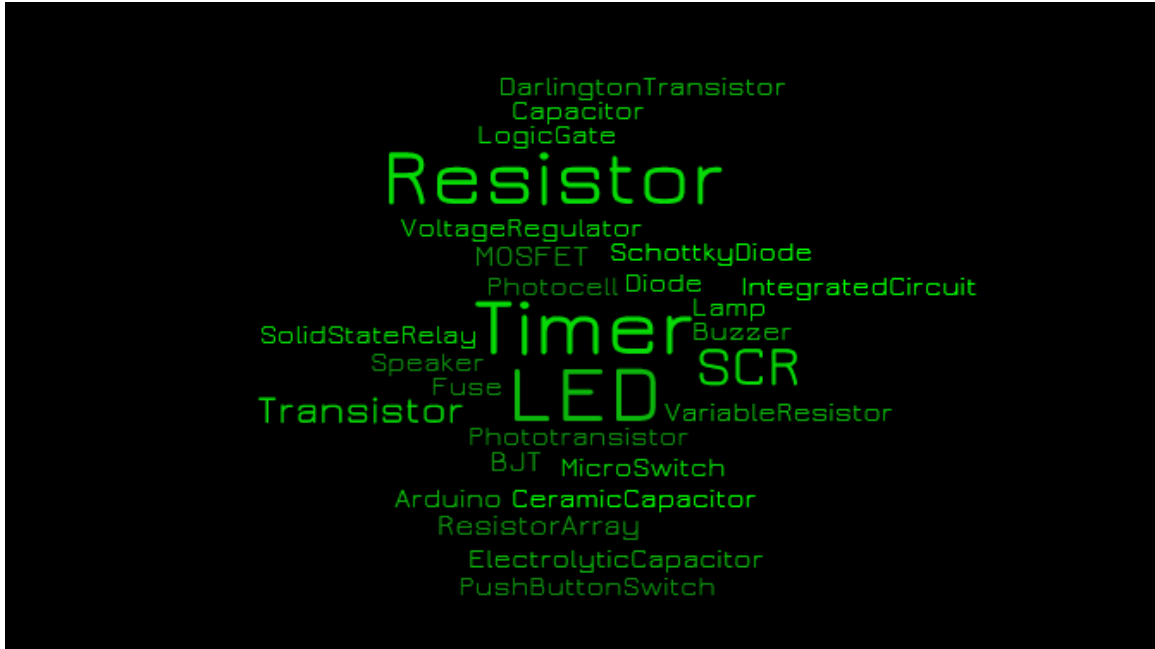 DarlingtonTransistor
Capacitor
LogicGate
Resistor
VoltageRegulator
MOSFET SchottkyDiode
Photocell Diode IntegratedCircuit
Timer Lamp
SolidStateRelay Buzzer
Speaker SCR
Fuse LED
Transistor VariableResistor
Phototransistor
BJT MicroSwitch
Arduino CeramicCapacitor
ResistorArray
ElectrolyticCapacitor
PushButtonSwitch